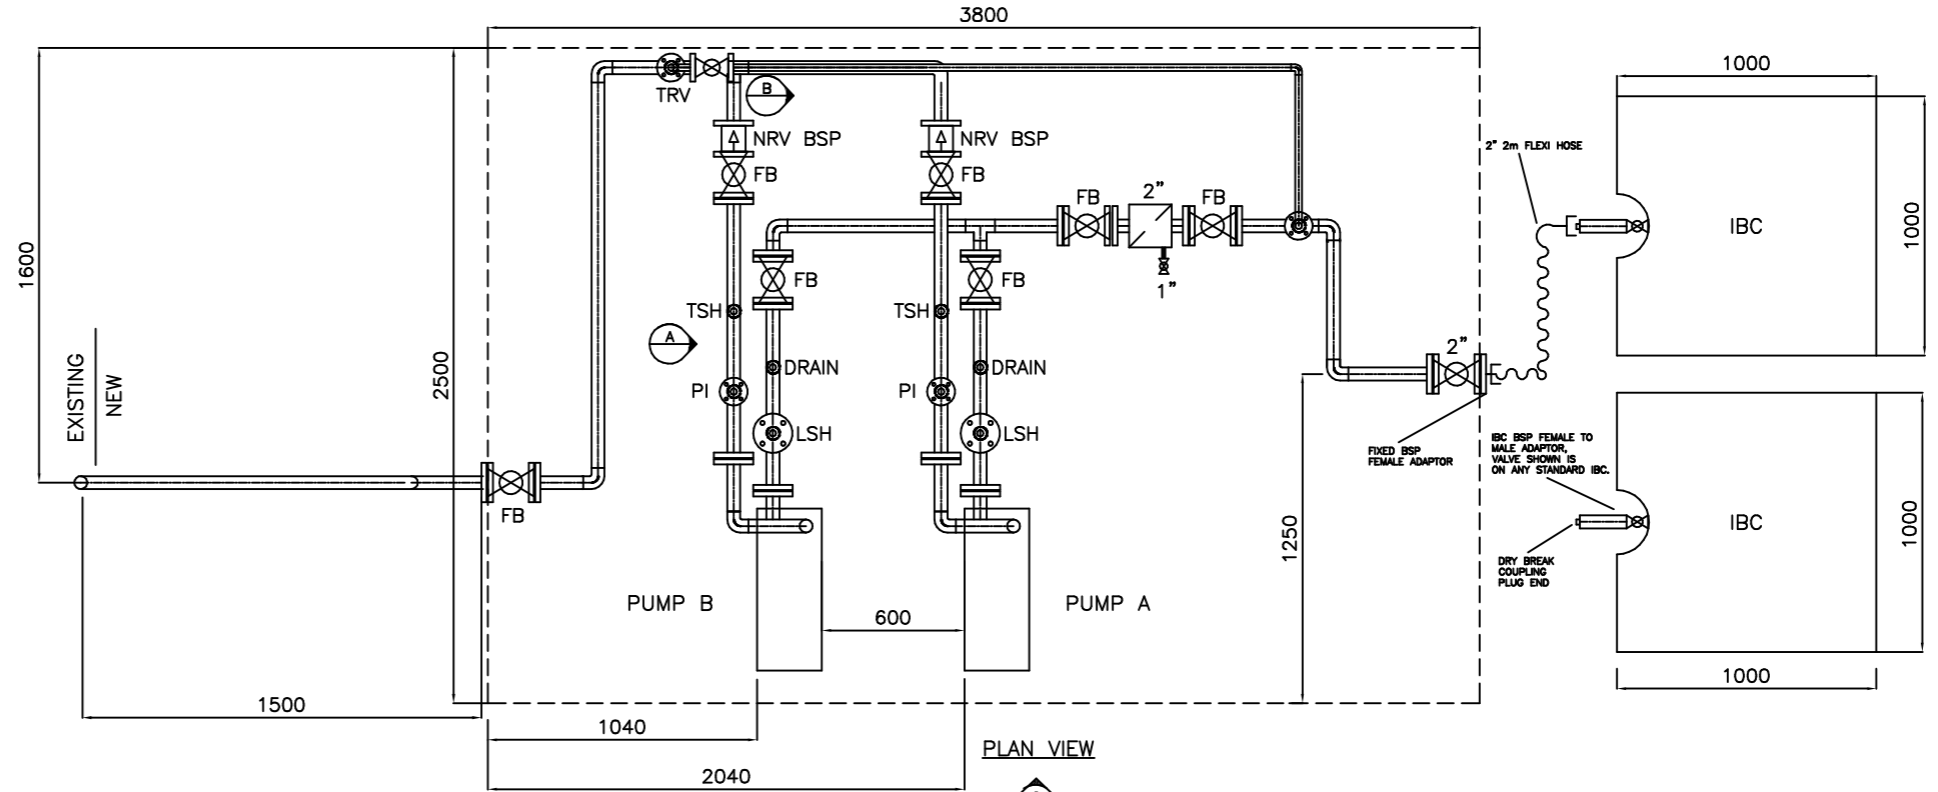 3800
1000
TRV
B
NRV BSP
NRV BSP
2" 2m FLEXI HOSE
FB
FB
FB
2"
FB
IBC
1000
1600
FB
FB
1"
TSH
TSH
A
2"
EXISTING
NEW
2500
DRAIN
DRAIN
PI
PI
LSH
LSH
FIXED BSP
FEMALE ADAPTOR
IBC BSP FEMALE TO
MALE ADAPTOR,
VALVE SHOWN IS
ON ANY STANDARD IBC.
FB
1250
IBC
1000
DRY BREAK
COUPLING
PLUG END
PUMP B
PUMP A
600
1000
1500
1040
PLAN VIEW
2040